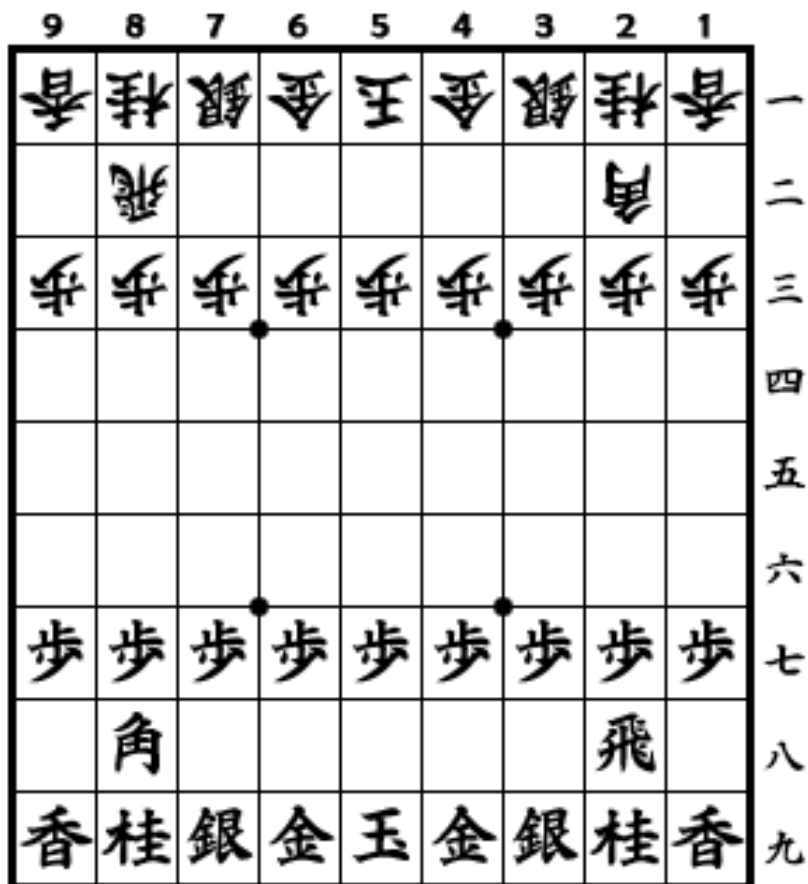 9 8 7 6 5 4 3 2 1
香桂銀金王金銀桂香 一
飛角 二
歩歩歩歩歩歩歩歩歩 三
四
五
六
歩歩歩歩歩歩歩歩歩 七
角飛 八
香桂銀金玉金銀桂香 九